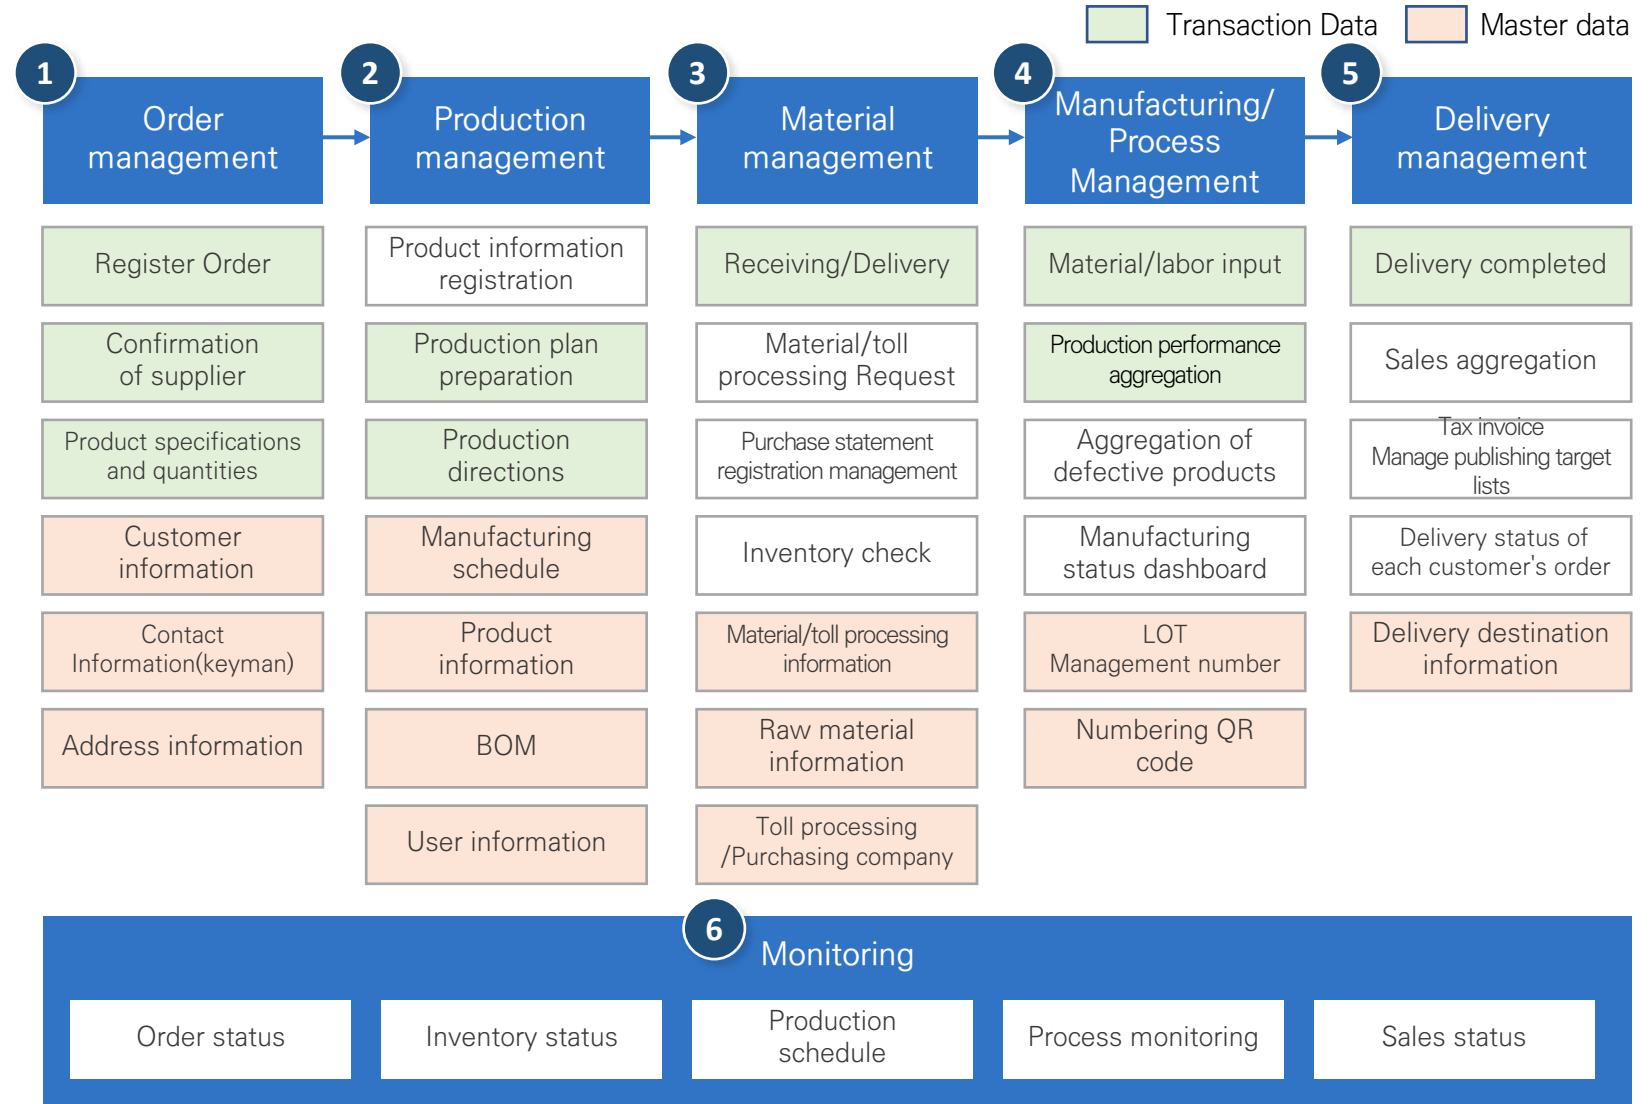 Transaction Data
Master data
1
2
3
4
5
Order
management
Production
management
Material
management
Manufacturing/
Process
Management
Delivery
management
Register Order
Confirmation
of supplier
Product specifications
and quantities
Customer
information
Contact
Information(keyman)
Address information
Product information
registration
Production plan
preparation
Production
directions
Manufacturing
schedule
Product
information
BOM
User information
Receiving/Delivery
Material/toll
processing Request
Purchase statement
registration management
Inventory check
Material/toll processing
information
Raw material
information
Toll processing
/Purchasing company
Material/labor input
Production performance
aggregation
Aggregation of
defective products
Manufacturing
status dashboard
LOT
Management number
Numbering QR
code
Delivery completed
Sales aggregation
Tax invoice
Manage publishing target
lists
Delivery status of
each customer's order
Delivery destination
information
6
Monitoring
Order status
Inventory status
Production
schedule
Process monitoring
Sales status